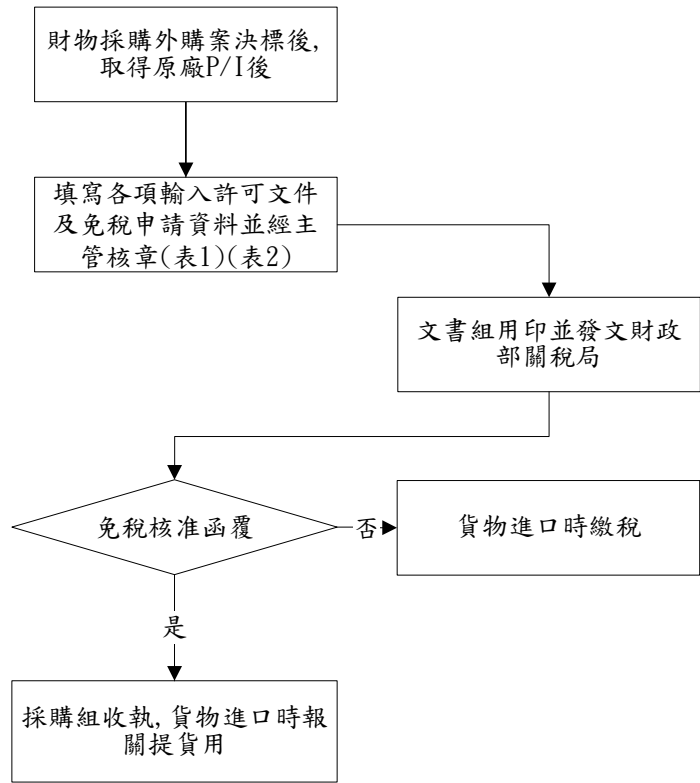 財物採購外購案決標後,
取得原廠P/I後
填寫各項輸入許可文件
及免稅申請資料並經主
管核章(表1)(表2)
文書組用印並發文財政
部關稅局
免稅核准函覆
否
貨物進口時繳稅
是
採購組收執,貨物進口時報
關提貨用